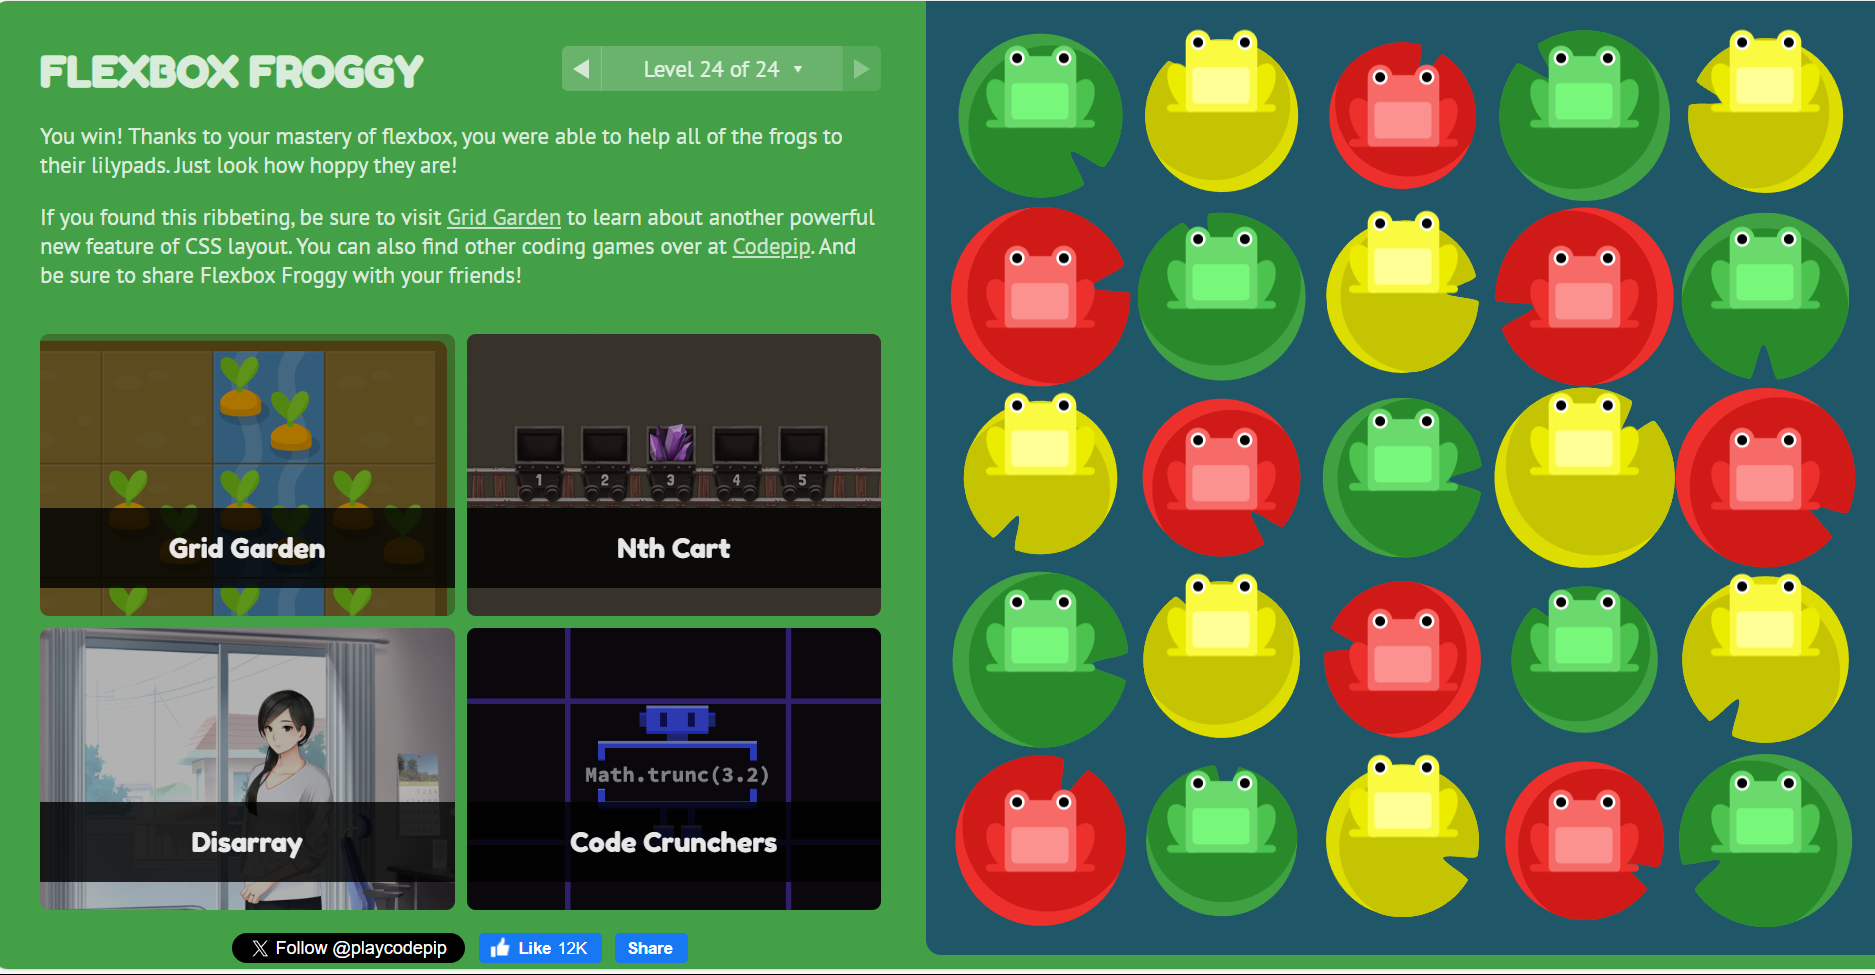 FLEXBOX FROGGY
Level 24 of 24
You win! Thanks to your mastery of flexbox, you were able to help all of the frogs to
their lilypads. Just look how hoppy they are!
If you found this ribbeting, be sure to visit Grid Garden to learn about another powerful
new feature of CSS layout. You can also find other coding games over at Codepip. And
be sure to share Flexbox Froggy with your friends!
1 2 3 4 5
Grid Garden
Nth Cart
Math.trunc(3.2)
Disarray
Code Crunchers
X Follow @playcodepip
Like 12K
Share